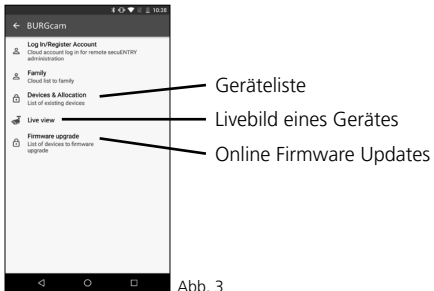 10:38
BURGcam
Log In/Register Account
Cloud account log in for remote secuENTRY
administration
Family
Cloud list to family
Devices & Allocation
List of existing devices
Live view
Firmware upgrade
List of devices to firmware
upgrade
Geräteliste
Livebild eines Gerätes
Online Firmware Updates
Abb. 3